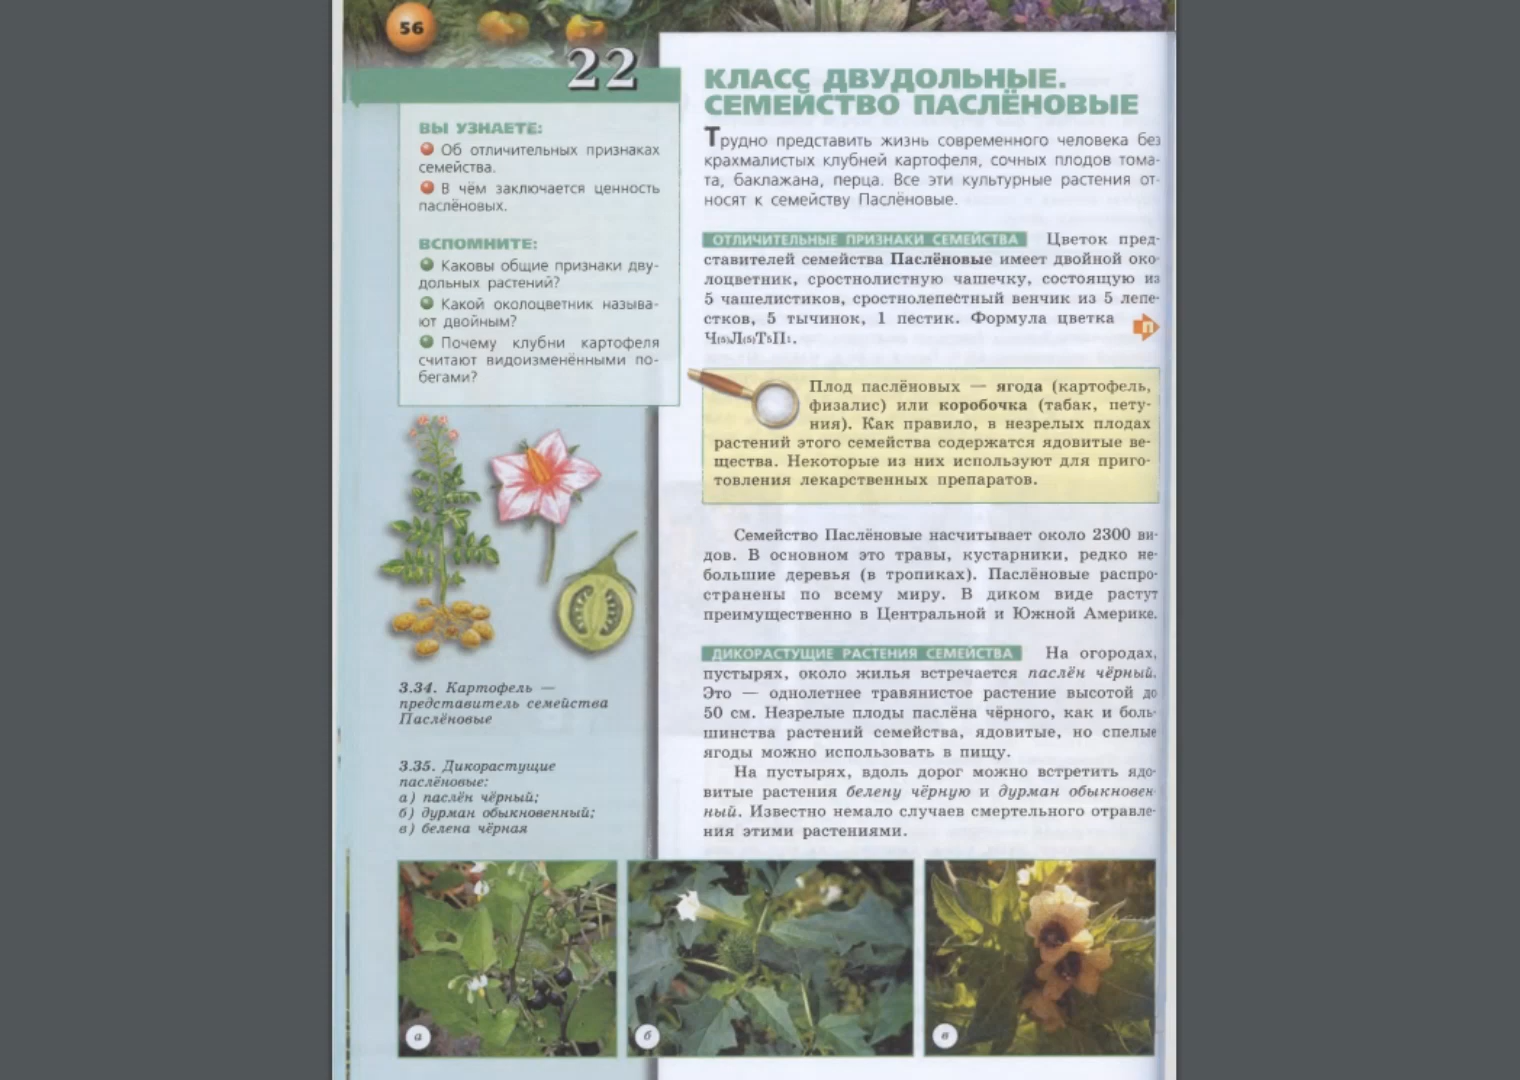 56
22
ВЫ УЗНАЕТЕ:
Об отличительных признаках
семейства.
В чём заключается ценность
паслёновых.
ВСПОМНИТЕ:
Каковы общие признаки дву-
дольных растений?
Какой околоцветник называ-
ют двойным?
Почему клубни картофеля
считают видоизменёнными по-
бегами?
3.34. Картофель —
представитель семейства
Паслёновые
3.35. Дикорастущие
паслёновые:
а) паслён чёрный;
б) дурман обыкновенный;
в) белена чёрная
КЛАСС ДВУДОЛЬНЫЕ.
СЕМЕЙСТВО ПАСЛЁНОВЫЕ
Трудно представить жизнь современного человека без
крахмалистых клубней картофеля, сочных плодов тома-
та, баклажана, перца. Все эти культурные растения от-
носят к семейству Паслёновые.
ОТЛИЧИТЕЛЬНЫЕ ПРИЗНАКИ СЕМЕЙСТВА Цветок пред-
ставителей семейства Паслёновые имеет двойной око-
лоцветник, сростнолистную чашечку, состоящую из
5 чашелистиков, сростнолепестный венчик из 5 лепе-
стков, 5 тычинок, 1 пестик. Формула цветка
Ч(5)Л(5)Т5П1.
П
Плод паслёновых — ягода (картофель,
физалис) или коробочка (табак, пету-
ния). Как правило, в незрелых плодах
растений этого семейства содержатся ядовитые ве-
щества. Некоторые из них используют для приго-
товления лекарственных препаратов.
Семейство Паслёновые насчитывает около 2300 ви-
дов. В основном это травы, кустарники, редко не-
большие деревья (в тропиках). Паслёновые распро-
странены по всему миру. В диком виде растут
преимущественно в Центральной и Южной Америке.
ДИКОРАСТУЩИЕ РАСТЕНИЯ СЕМЕЙСТВА На огородах,
пустырях, около жилья встречается паслён чёрный.
Это — однолетнее травянистое растение высотой до
50 см. Незрелые плоды паслёна чёрного, как и боль-
шинства растений семейства, ядовитые, но спелые
ягоды можно использовать в пищу.
На пустырях, вдоль дорог можно встретить ядо-
витые растения белену чёрную и дурман обыкновен
ный. Известно немало случаев смертельного отравле-
ния этими растениями.
а
б
в